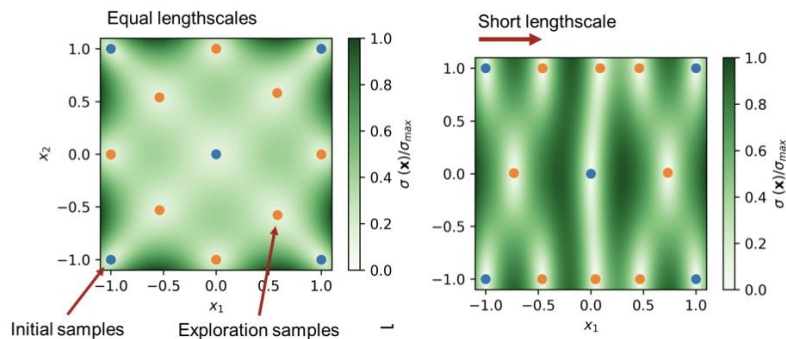 Equal lengthscales
1.0
0.5
0.0
−0.5
−1.0
x₂
−1.0 −0.5 0.0 0.5 1.0
x₁
1.0
0.8
0.6
0.4
0.2
0.0
σ (x)/σmax
Initial samples
Exploration samples
Short lengthscale
1.0
0.5
0.0
−0.5
−1.0
−1.0 −0.5 0.0 0.5 1.0
x₁
1.0
0.8
0.6
0.4
0.2
0.0
σ (x)/σmax